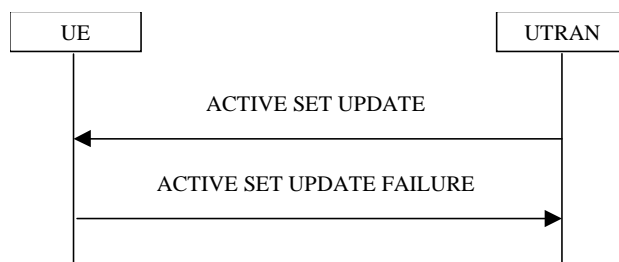 UE
UTRAN
ACTIVE SET UPDATE
ACTIVE SET UPDATE FAILURE